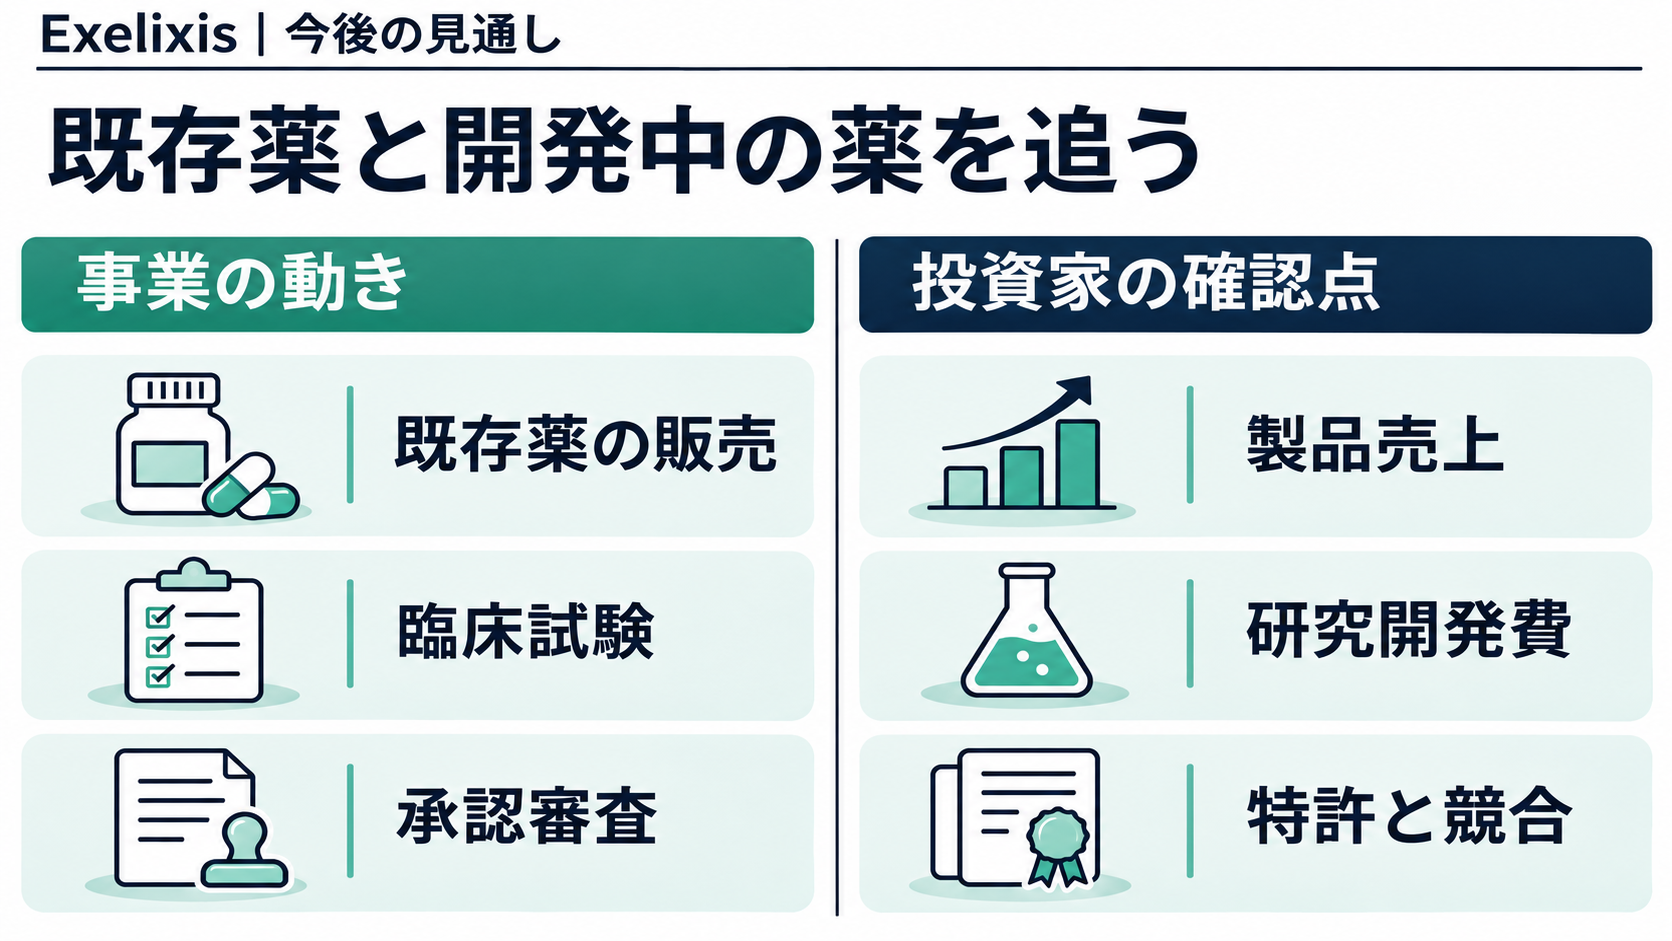 Exelixis | 今後の見通し
既存薬と開発中の薬を追う
事業の動き
既存薬の販売
臨床試験
承認審査
投資家の確認点
製品売上
研究開発費
特許と競合